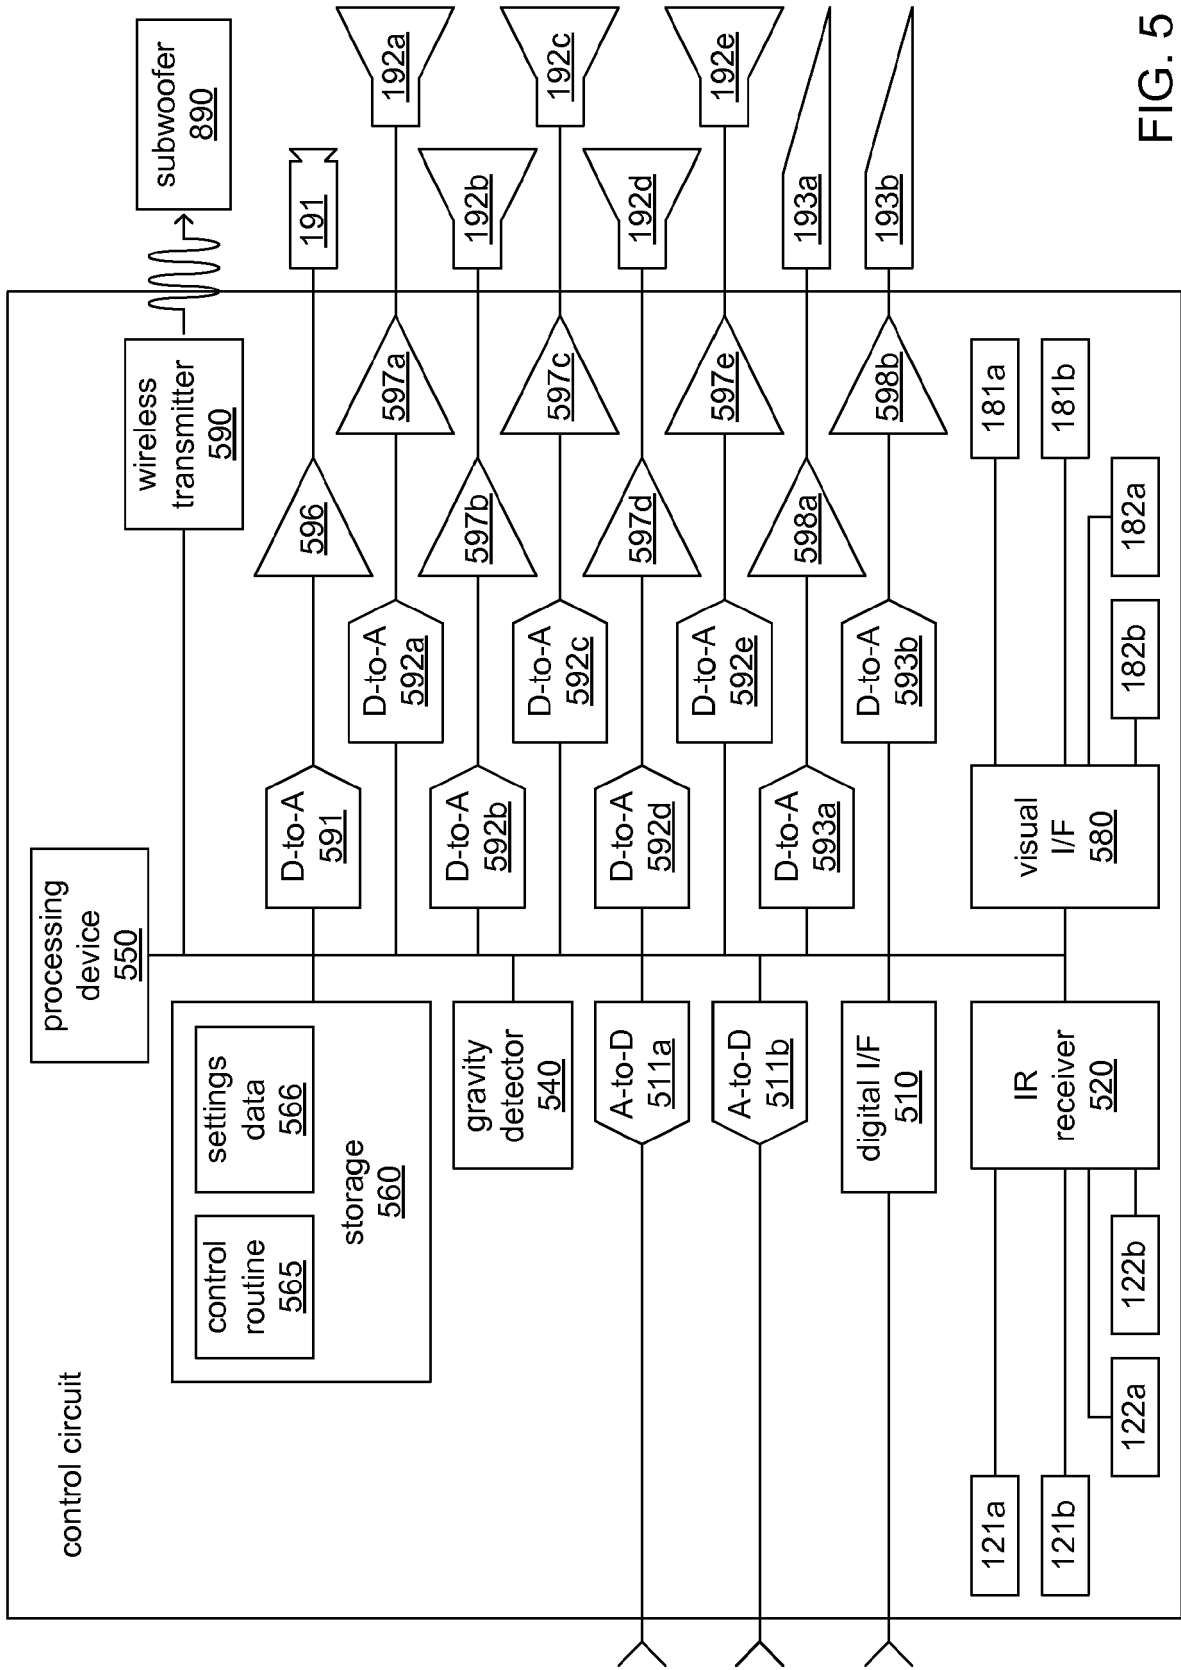 control circuit
processing
device
550
wireless
transmitter
590
subwoofer
890
control
routine
565
settings
data
566
storage
560
D-to-A
591
596
191
D-to-A
592a
597a
192a
D-to-A
592b
597b
192b
gravity
detector
540
D-to-A
592c
597c
192c
A-to-D
511a
D-to-A
592d
597d
192d
D-to-A
592e
597e
192e
A-to-D
511b
D-to-A
593a
598a
193a
digital I/F
510
D-to-A
593b
598b
193b
121a
121b
122a
122b
IR
receiver
520
visual
I/F
580
182b
182a
181a
181b
FIG. 5